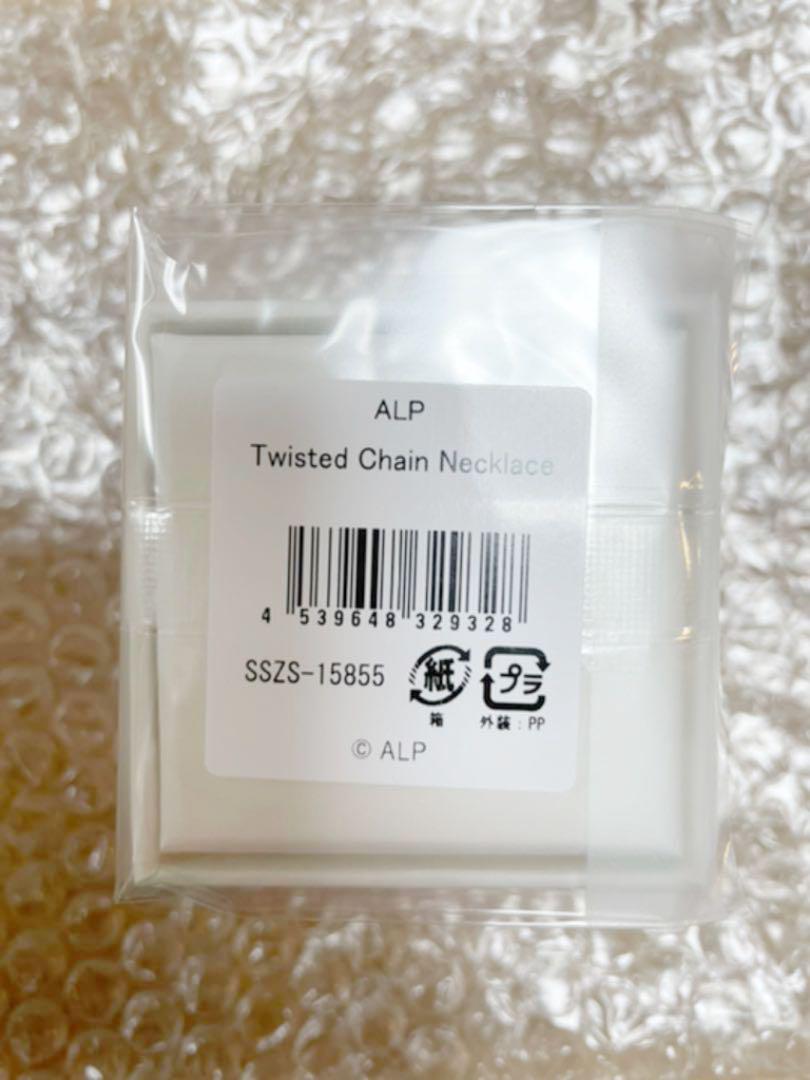 ALP
Twisted Chain Necklace
4 539648 329328
SSZS-15855
紙
プラ
箱
外装：PP
© ALP